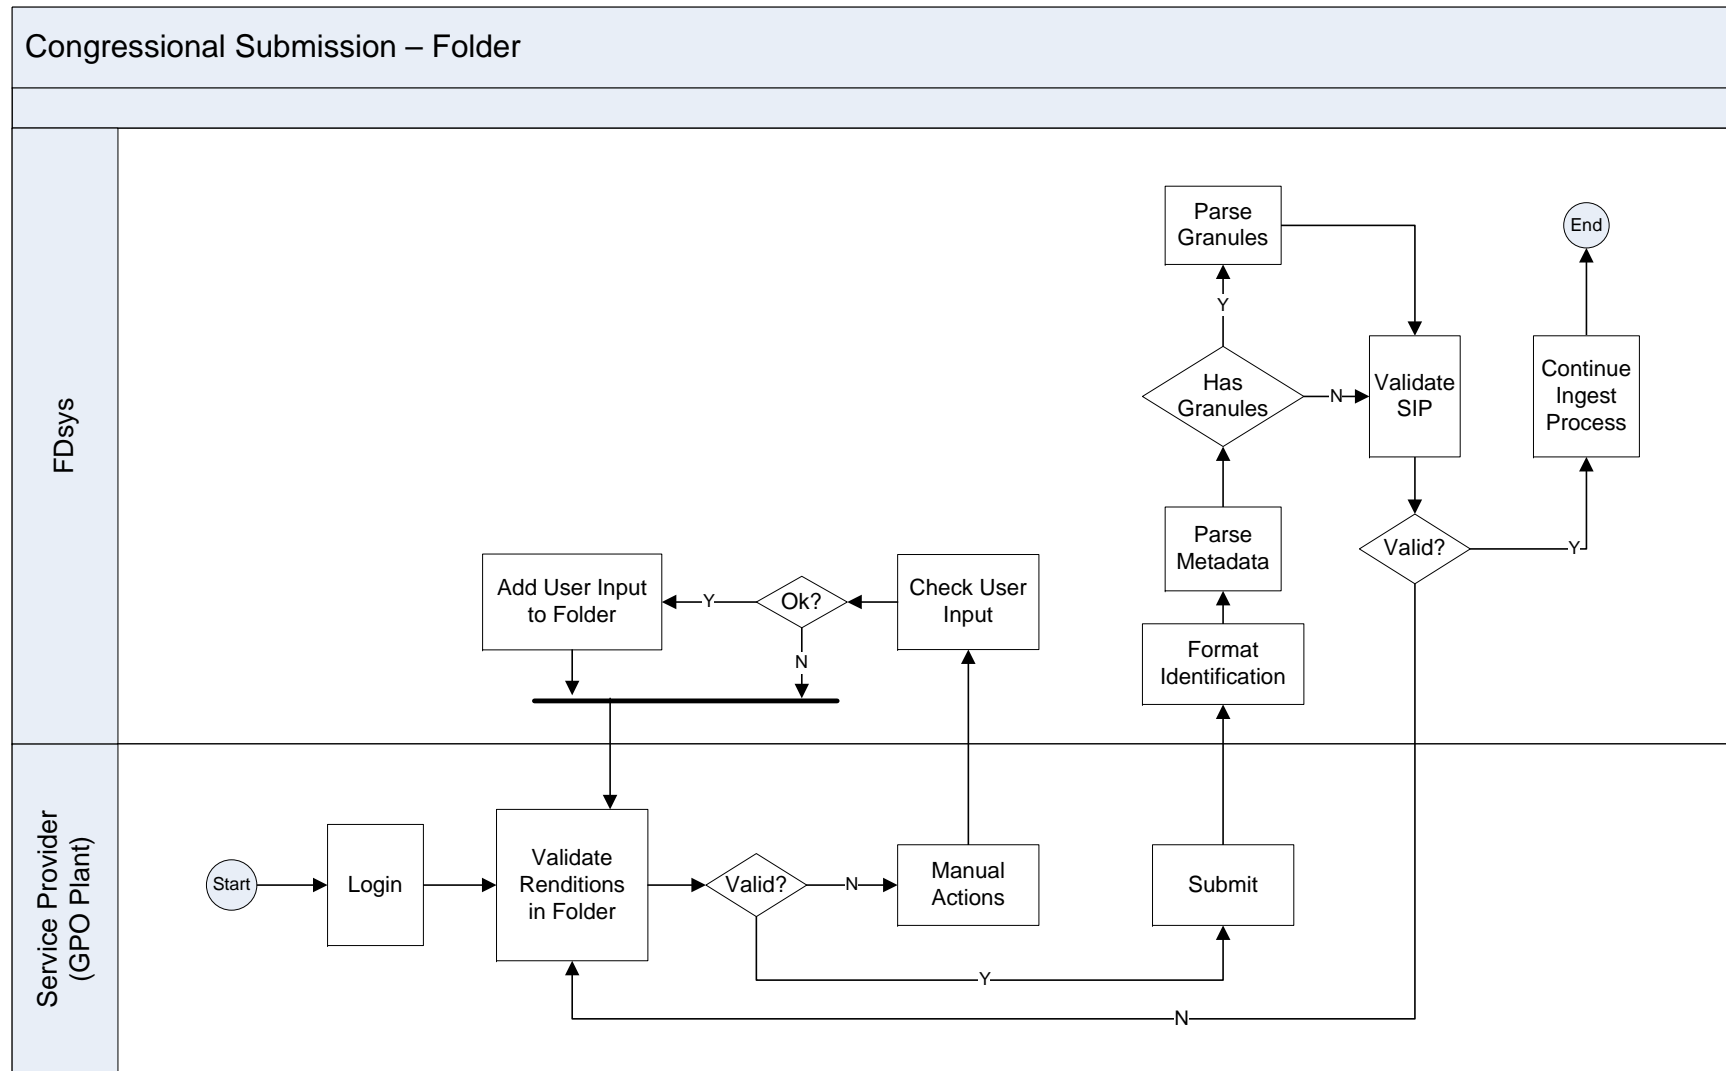 Congressional Submission – Folder
FDsys
Parse
Granules
End
Y
Has
Granules
N
Validate
SIP
Continue
Ingest
Process
Parse
Metadata
Valid?
Y
Add User Input
to Folder
Y
Ok?
Check User
Input
N
Format
Identification
Service Provider
(GPO Plant)
Start
Login
Validate
Renditions
in Folder
Valid?
N
Manual
Actions
Submit
Y
N